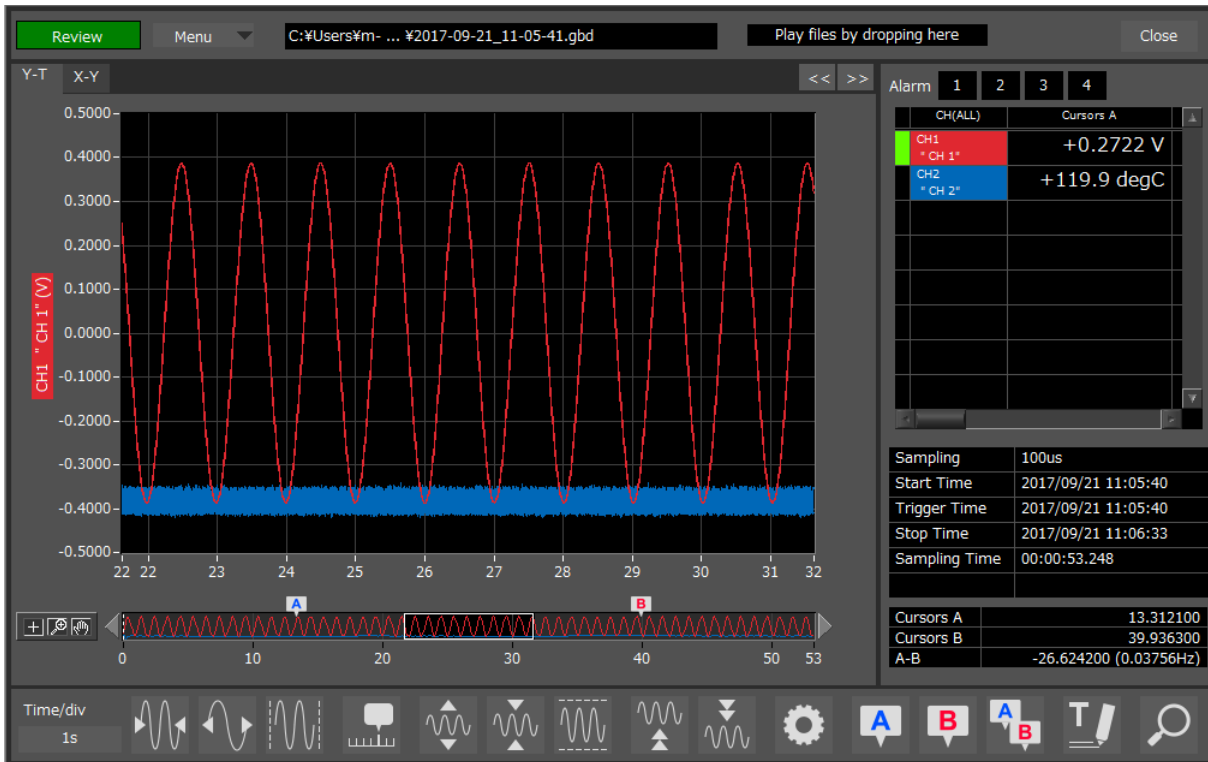 Review
Menu
C:¥Users¥m- ... ¥2017-09-21_11-05-41.gbd
Play files by dropping here
Close
Y-T
X-Y
<<
>>
Alarm 1 2 3 4
CH(ALL) Cursors A
CH1
" CH 1"
+0.2722 V
CH2
" CH 2"
+119.9 degC
CH1 " CH 1" (V)
0.5000
0.4000
0.3000
0.2000
0.1000
0.0000
-0.1000
-0.2000
-0.3000
-0.4000
-0.5000
22 22 23 24 25 26 27 28 29 30 31 32
Sampling 100us
Start Time 2017/09/21 11:05:40
Trigger Time 2017/09/21 11:05:40
Stop Time 2017/09/21 11:06:33
Sampling Time 00:00:53.248
A
B
0 10 20 30 40 50 53
Cursors A 13.312100
Cursors B 39.936300
A-B -26.624200 (0.03756Hz)
Time/div
1s
A
B
A
B
T